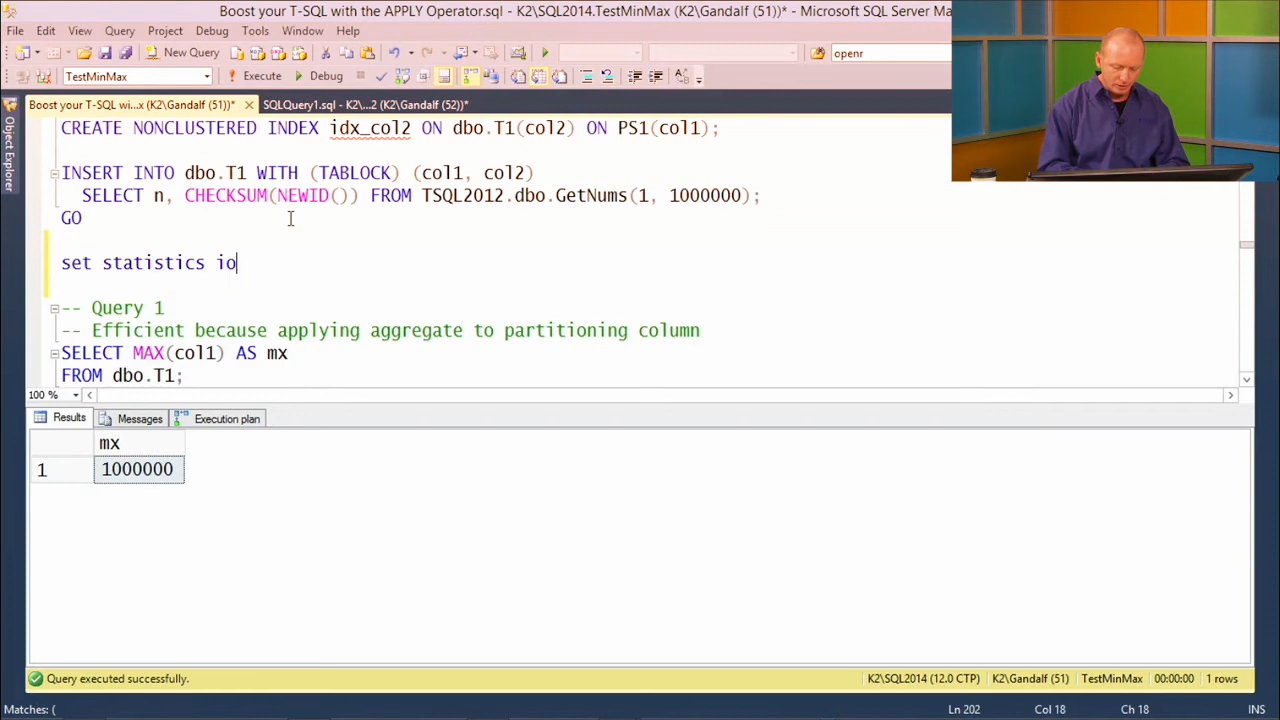 Boost your T-SQL with the APPLY Operator.sql - K2\SQL2014.TestMinMax (K2\Gandalf (51))* - Microsoft SQL Server Ma
File Edit View Query Project Debug Tools Window Help
New Query openr
TestMinMax Execute Debug
Boost your T-SQL wi...x (K2\Gandalf (51))* SQLQuery1.sql - K2\...2 (K2\Gandalf (52))*
Object Explorer
CREATE NONCLUSTERED INDEX idx_col2 ON dbo.T1(col2) ON PS1(col1);
INSERT INTO dbo.T1 WITH (TABLOCK) (col1, col2)
SELECT n, CHECKSUM(NEWID()) FROM TSQL2012.dbo.GetNums(1, 1000000);
GO
set statistics io
-- Query 1
-- Efficient because applying aggregate to partitioning column
SELECT MAX(col1) AS mx
FROM dbo.T1;
100 %
Results Messages Execution plan
mx
1 1000000
Query executed successfully. K2\SQL2014 (12.0 CTP) K2\Gandalf (51) TestMinMax 00:00:00 1 rows
Matches: ( Ln 202 Col 18 Ch 18 INS